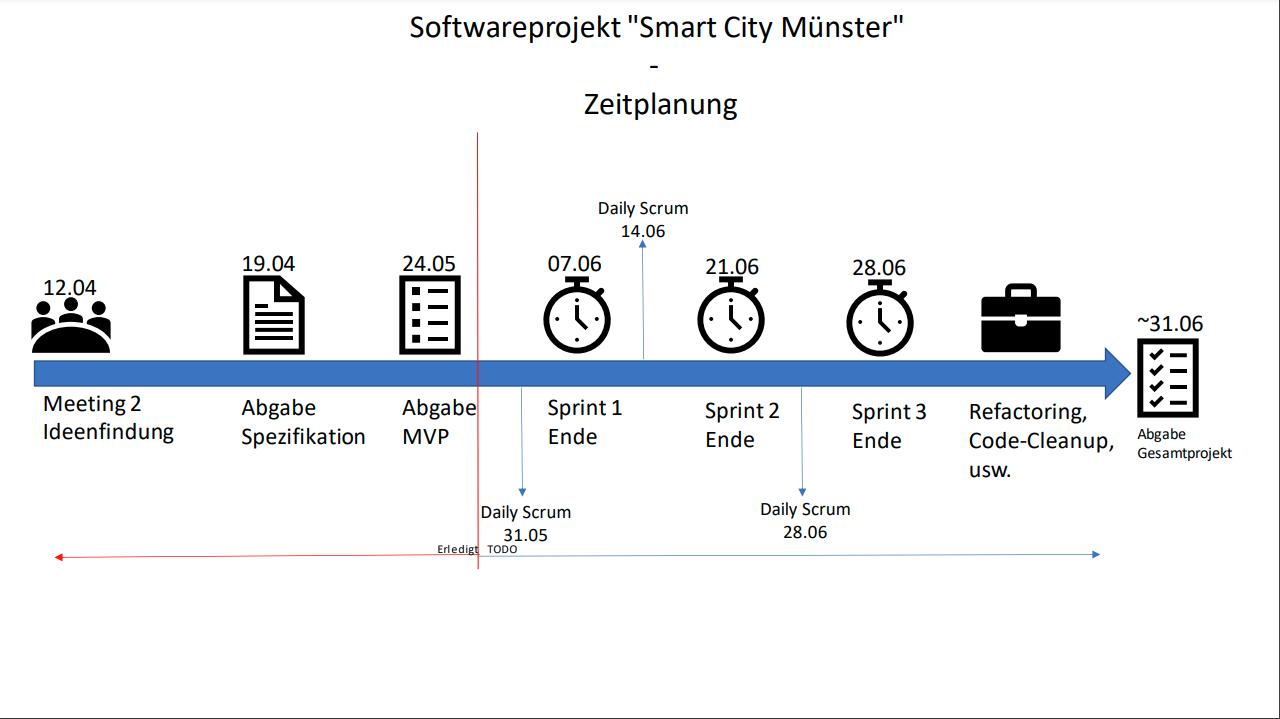 Softwareprojekt "Smart City Münster"
-
Zeitplanung
Daily Scrum
14.06
12.04
19.04
24.05
07.06
21.06
28.06
~31.06
Meeting 2
Ideenfindung
Abgabe
Spezifikation
Abgabe
MVP
Sprint 1
Ende
Sprint 2
Ende
Sprint 3
Ende
Refactoring,
Code-Cleanup,
usw.
Abgabe
Gesamtprojekt
Daily Scrum
31.05
Daily Scrum
28.06
Erledigt
TODO